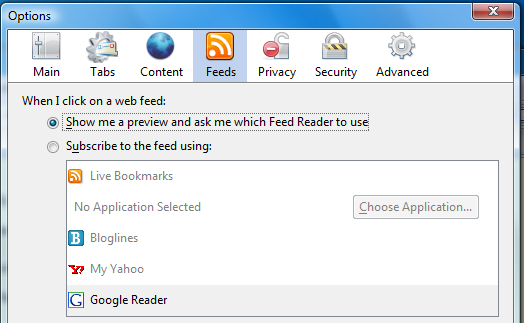 Options
Main Tabs Content Feeds Privacy Security Advanced
When I click on a web feed:
Show me a preview and ask me which Feed Reader to use
Subscribe to the feed using:
Live Bookmarks
No Application Selected Choose Application...
Bloglines
My Yahoo
Google Reader